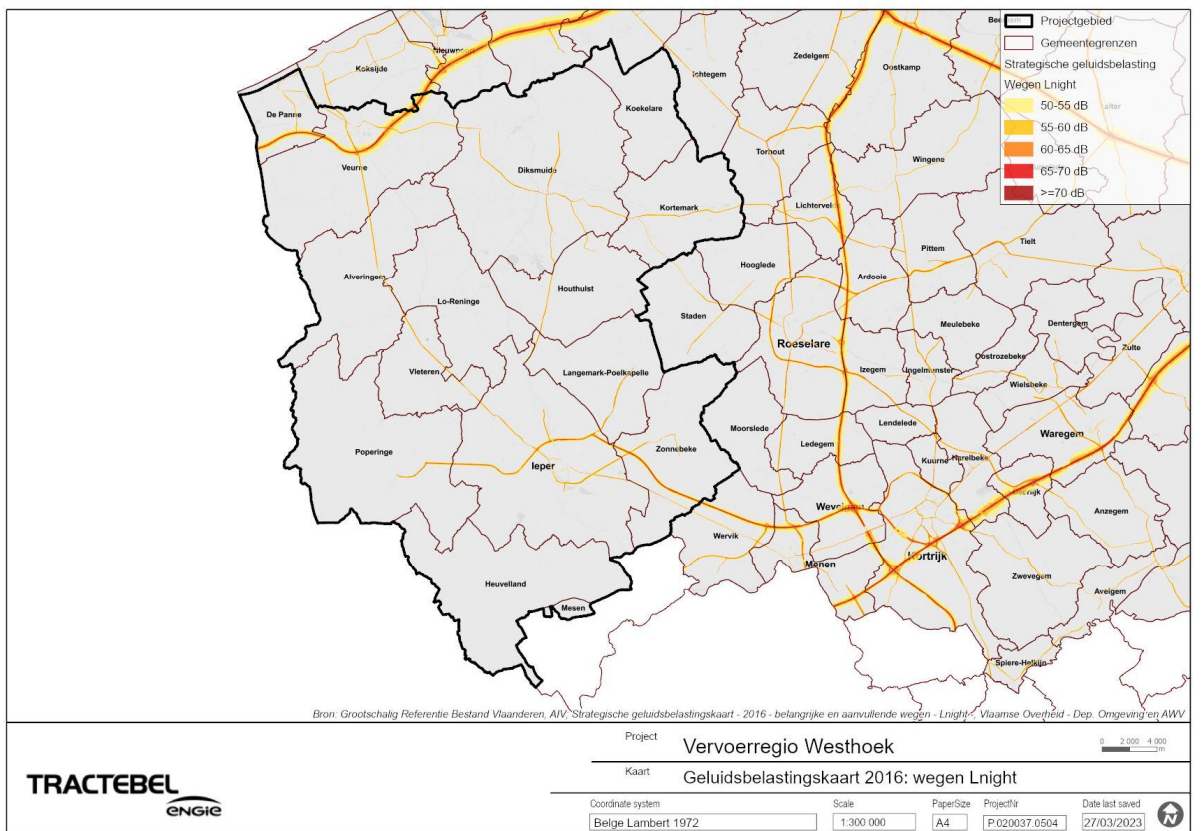 Projectgebied
Gemeentegrenzen
Strategische geluidsbelasting
Wegen Lnight
50-55 dB
55-60 dB
60-65 dB
65-70 dB
>=70 dB
Koksijde
De Panne
Veurne
Koekelare
Ichtegem
Zedelgem
Oostkamp
Torhout
Wingene
Diksmuide
Kortemark
Lichtervelde
Pittem
Tielt
Hooglede
Ardooie
Alveringem
Lo-Reninge
Houthulst
Staden
Meulebeke
Dentergem
Roeselare
Oostrozebeke
Zulte
Vleteren
Langemark-Poelkapelle
Izegem
Ingelmunster
Wielsbeke
Moorslede
Lendelede
Waregem
Ledegem
Poperinge
Ieper
Zonnebeke
Kuurne
Harelbeke
Anzegem
Wervik
Kortrijk
Menen
Heuvelland
Zwevegem
Mesen
Avelgem
Spiere-Helkijn
Bron: Grootschalig Referentie Bestand Vlaanderen, AIV, Strategische geluidsbelastingskaart - 2016 - belangrijke en aanvullende wegen - Lnight-, Vlaamse Overheid - Dep. Omgeving en AWV
Project
Vervoerregio Westhoek
0 2 000 4 000
m
Kaart
Geluidsbelastingskaart 2016: wegen Lnight
TRACTEBEL
ENGIE
Coordinate system Scale PaperSize ProjectNr Date last saved
Belge Lambert 1972 1:300 000 A4 P.020037.0504 27/03/2023
N